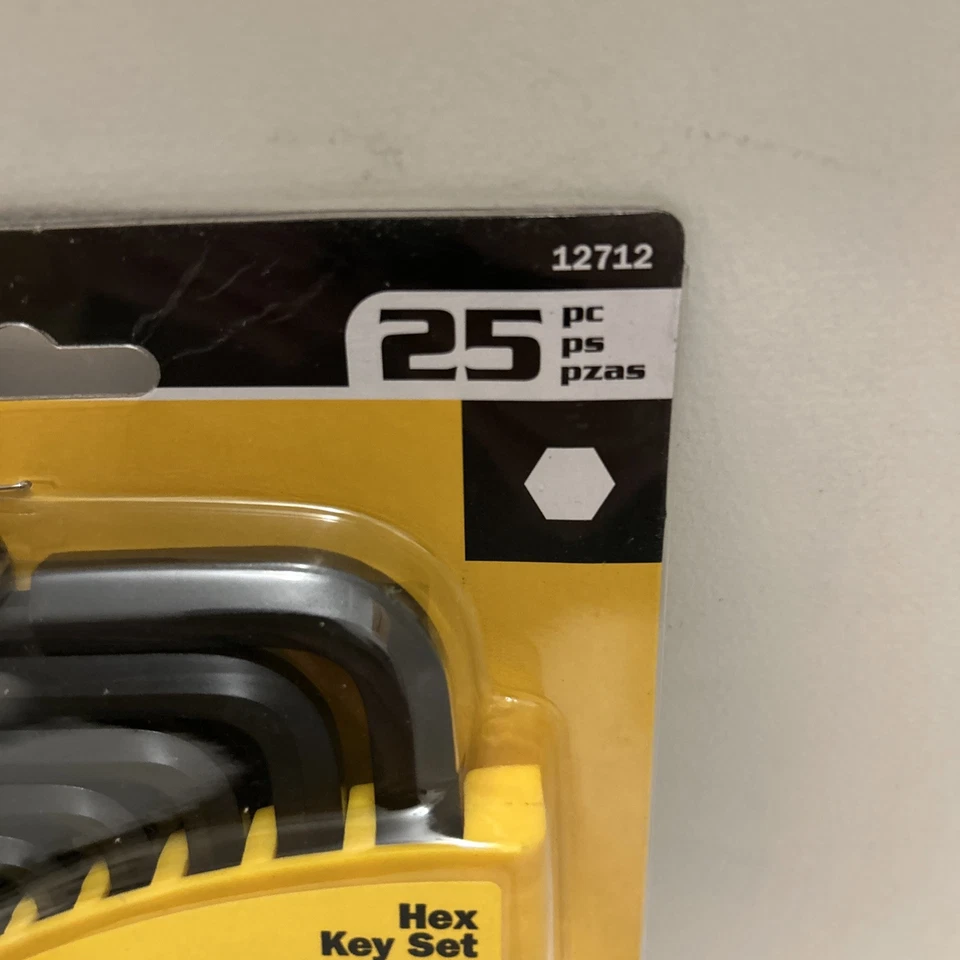 12712
25 pc
ps
pzas
Hex
Key Set